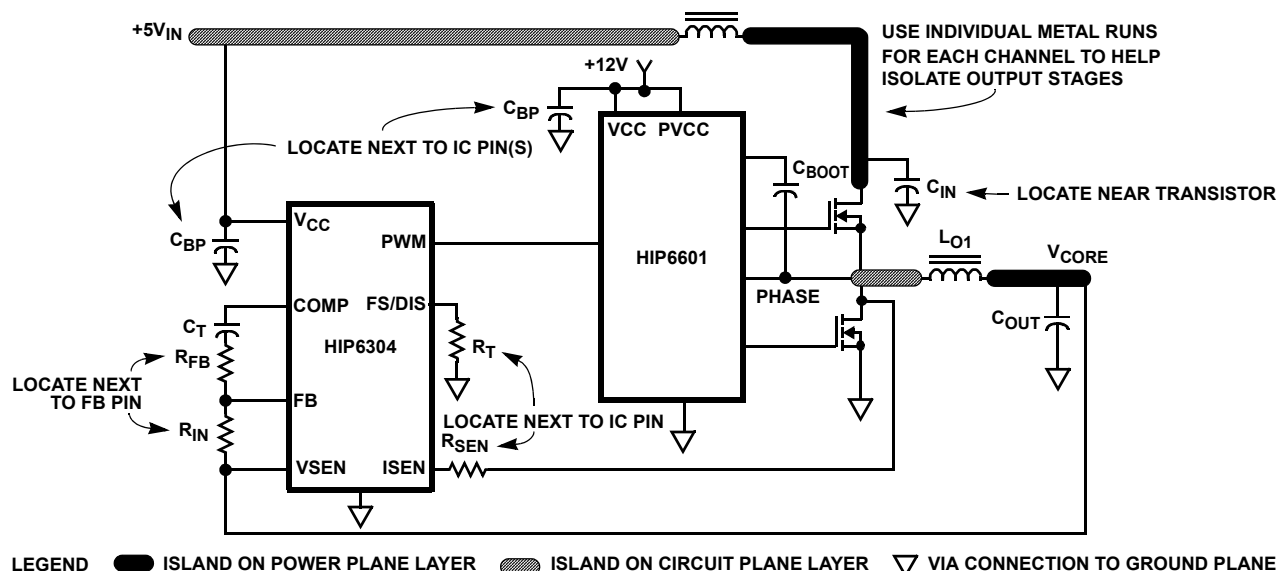 +5VIN
USE INDIVIDUAL METAL RUNS
FOR EACH CHANNEL TO HELP
ISOLATE OUTPUT STAGES
+12V
CBP
VCC PVCC
LOCATE NEXT TO IC PIN(S)
CBOOT
CIN
LOCATE NEAR TRANSISTOR
VCC
CBP
PWM
HIP6601
LO1
VCORE
COMP
FS/DIS
PHASE
CT
COUT
HIP6304
RFB
RT
LOCATE NEXT
TO FB PIN
FB
RIN
LOCATE NEXT TO IC PIN
RSEN
VSEN
ISEN
LEGEND
ISLAND ON POWER PLANE LAYER
ISLAND ON CIRCUIT PLANE LAYER
VIA CONNECTION TO GROUND PLANE